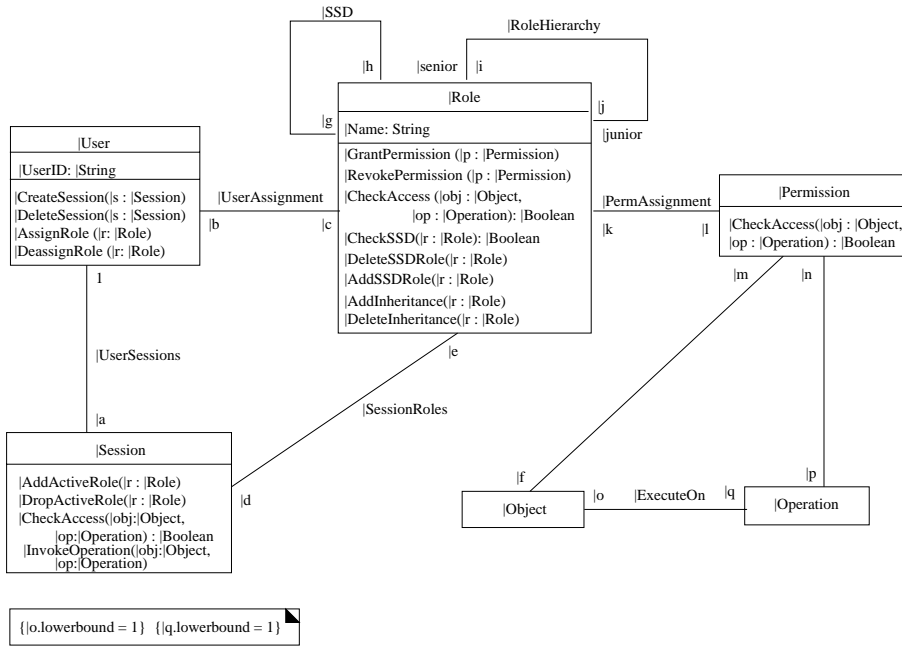 |SSD
|RoleHierarchy
|h
|senior
|i
|g
|j
|junior
|Role
|Name: String
|GrantPermission (|p : |Permission)
|RevokePermission (|p : |Permission)
|CheckAccess (|obj : |Object,
|op : |Operation): |Boolean
|CheckSSD(|r : |Role): |Boolean
|DeleteSSDRole(|r : |Role)
|AddSSDRole(|r : |Role)
|AddInheritance(|r : |Role)
|DeleteInheritance(|r : |Role)
|User
|UserID: |String
|CreateSession(|s : |Session)
|DeleteSession(|s : |Session)
|AssignRole (|r: |Role)
|DeassignRole (|r: |Role)
|UserAssignment
|b
|c
|PermAssignment
|k
|l
|Permission
|CheckAccess(|obj : |Object,
|op : |Operation) : |Boolean
1
|UserSessions
|a
|e
|SessionRoles
|d
|m
|n
|Session
|AddActiveRole(|r : |Role)
|DropActiveRole(|r : |Role)
|CheckAccess(|obj:|Object,
|op:|Operation) : |Boolean
|InvokeOperation(|obj:|Object,
|op:|Operation)
|f
|p
|Object
|o
|ExecuteOn
|q
|Operation
{|o.lowerbound = 1} {|q.lowerbound = 1}